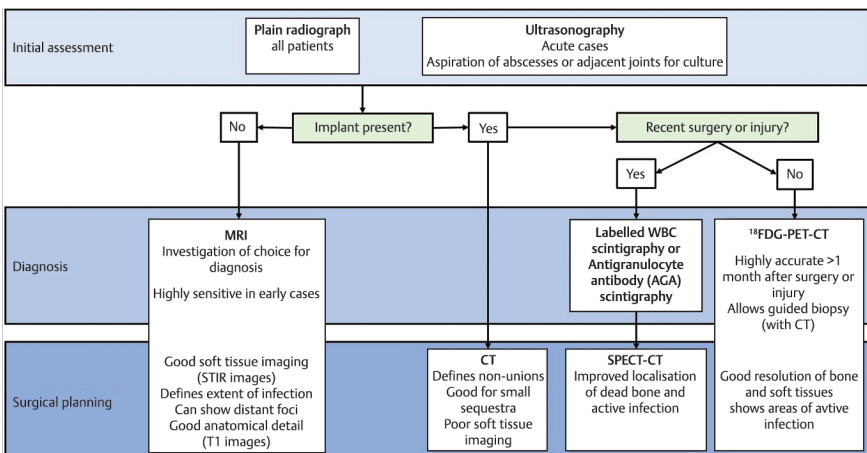 Initial assessment
Plain radiograph
all patients
Ultrasonography
Acute cases
Aspiration of abscesses or adjacent joints for culture
No
Implant present?
Yes
Recent surgery or injury?
Yes
No
Diagnosis
MRI
Investigation of choice for
diagnosis
Highly sensitive in early cases
Good soft tissue imaging
(STIR images)
Defines extent of infection
Can show distant foci
Good anatomical detail
(T1 images)
Labelled WBC
scintigraphy or
Antigranulocyte
antibody (AGA)
scintigraphy
¹⁸FDG-PET-CT
Highly accurate >1
month after surgery or
injury
Allows guided biopsy
(with CT)
Good resolution of bone
and soft tissues
shows areas of avtive
infection
Surgical planning
CT
Defines non-unions
Good for small
sequestra
Poor soft tissue
imaging
SPECT-CT
Improved localisation
of dead bone and
active infection